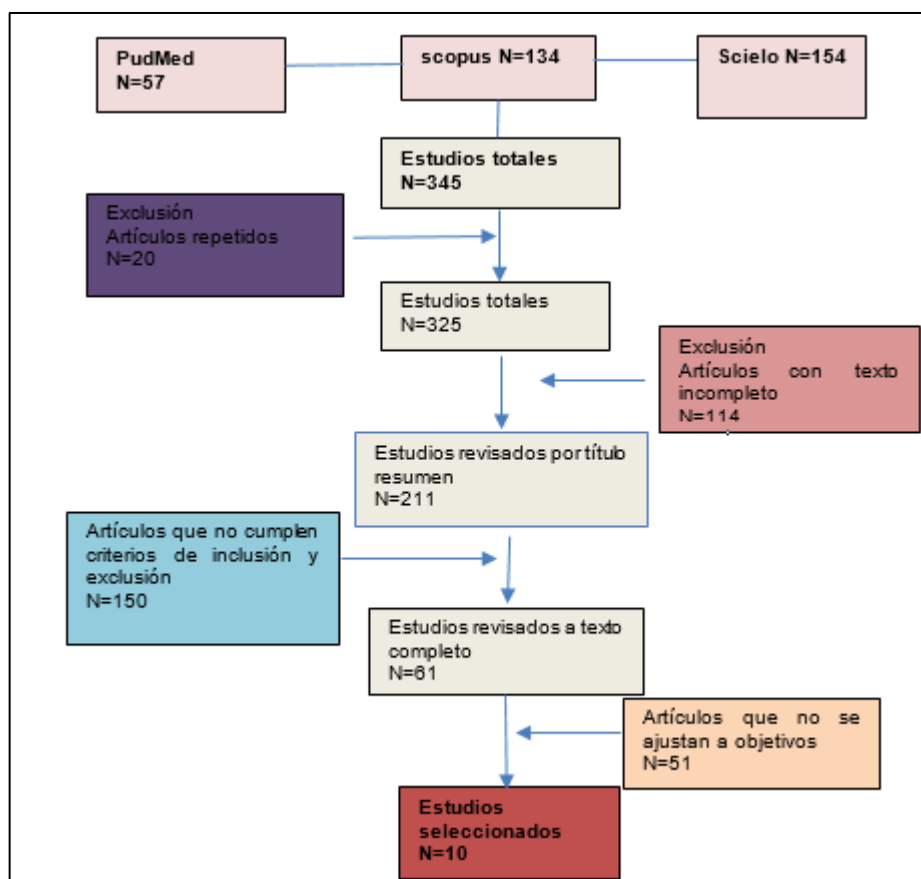 PudMed
N=57
scopus N=134
Scielo N=154
Estudios totales
N=345
Exclusión
Artículos repetidos
N=20
Estudios totales
N=325
Exclusión
Artículos con texto
incompleto
N=114
Estudios revisados por título
resumen
N=211
Artículos que no cumplen
criterios de inclusión y
exclusión
N=150
Estudios revisados a texto
completo
N=61
Artículos que no se
ajustan a objetivos
N=51
Estudios
seleccionados
N=10